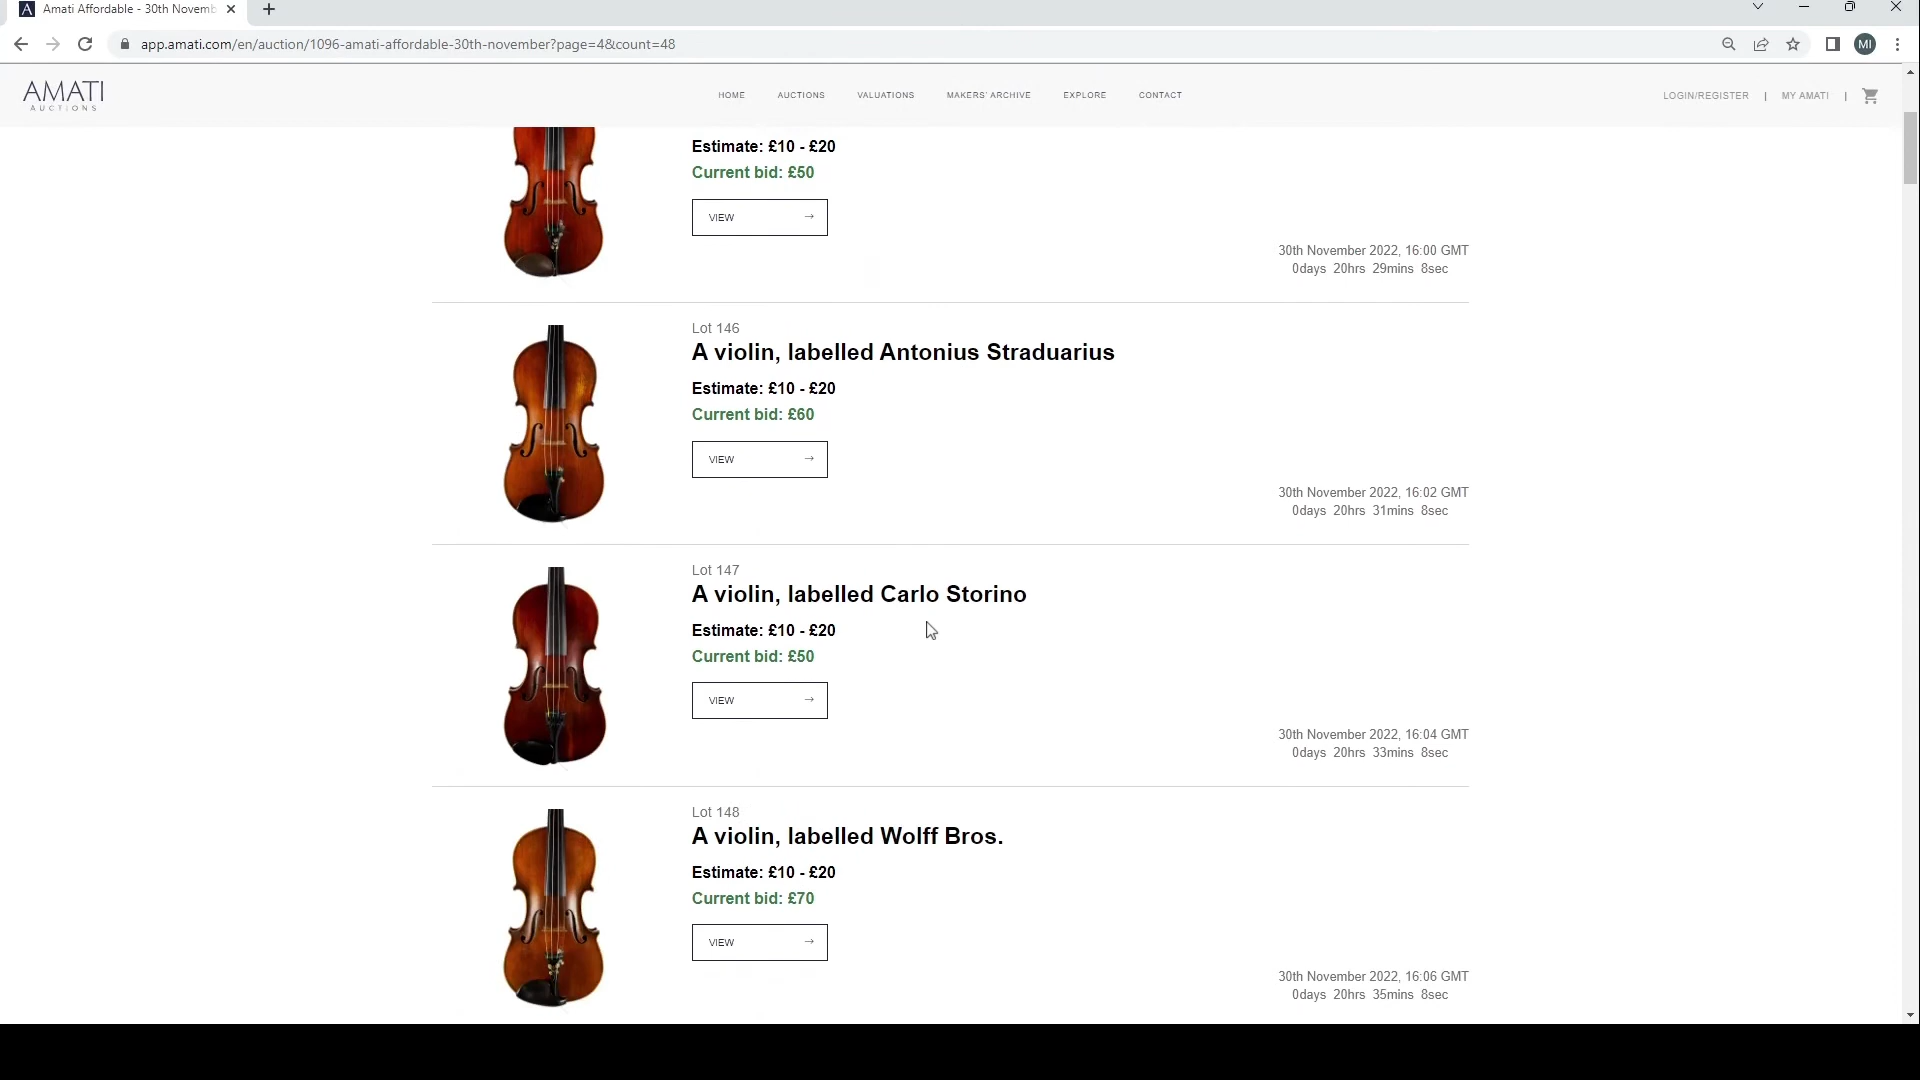 Amati Affordable - 30th Novemb
app.amati.com/en/auction/1096-amati-affordable-30th-november?page=4&count=48
MI
AMATI
AUCTIONS
HOME
AUCTIONS
VALUATIONS
MAKERS' ARCHIVE
EXPLORE
CONTACT
LOGIN/REGISTER | MY AMATI |
Estimate: £10 - £20
Current bid: £50
VIEW →
30th November 2022, 16:00 GMT
0days 20hrs 29mins 8sec
Lot 146
A violin, labelled Antonius Straduarius
Estimate: £10 - £20
Current bid: £60
VIEW →
30th November 2022, 16:02 GMT
0days 20hrs 31mins 8sec
Lot 147
A violin, labelled Carlo Storino
Estimate: £10 - £20
Current bid: £50
VIEW →
30th November 2022, 16:04 GMT
0days 20hrs 33mins 8sec
Lot 148
A violin, labelled Wolff Bros.
Estimate: £10 - £20
Current bid: £70
VIEW →
30th November 2022, 16:06 GMT
0days 20hrs 35mins 8sec